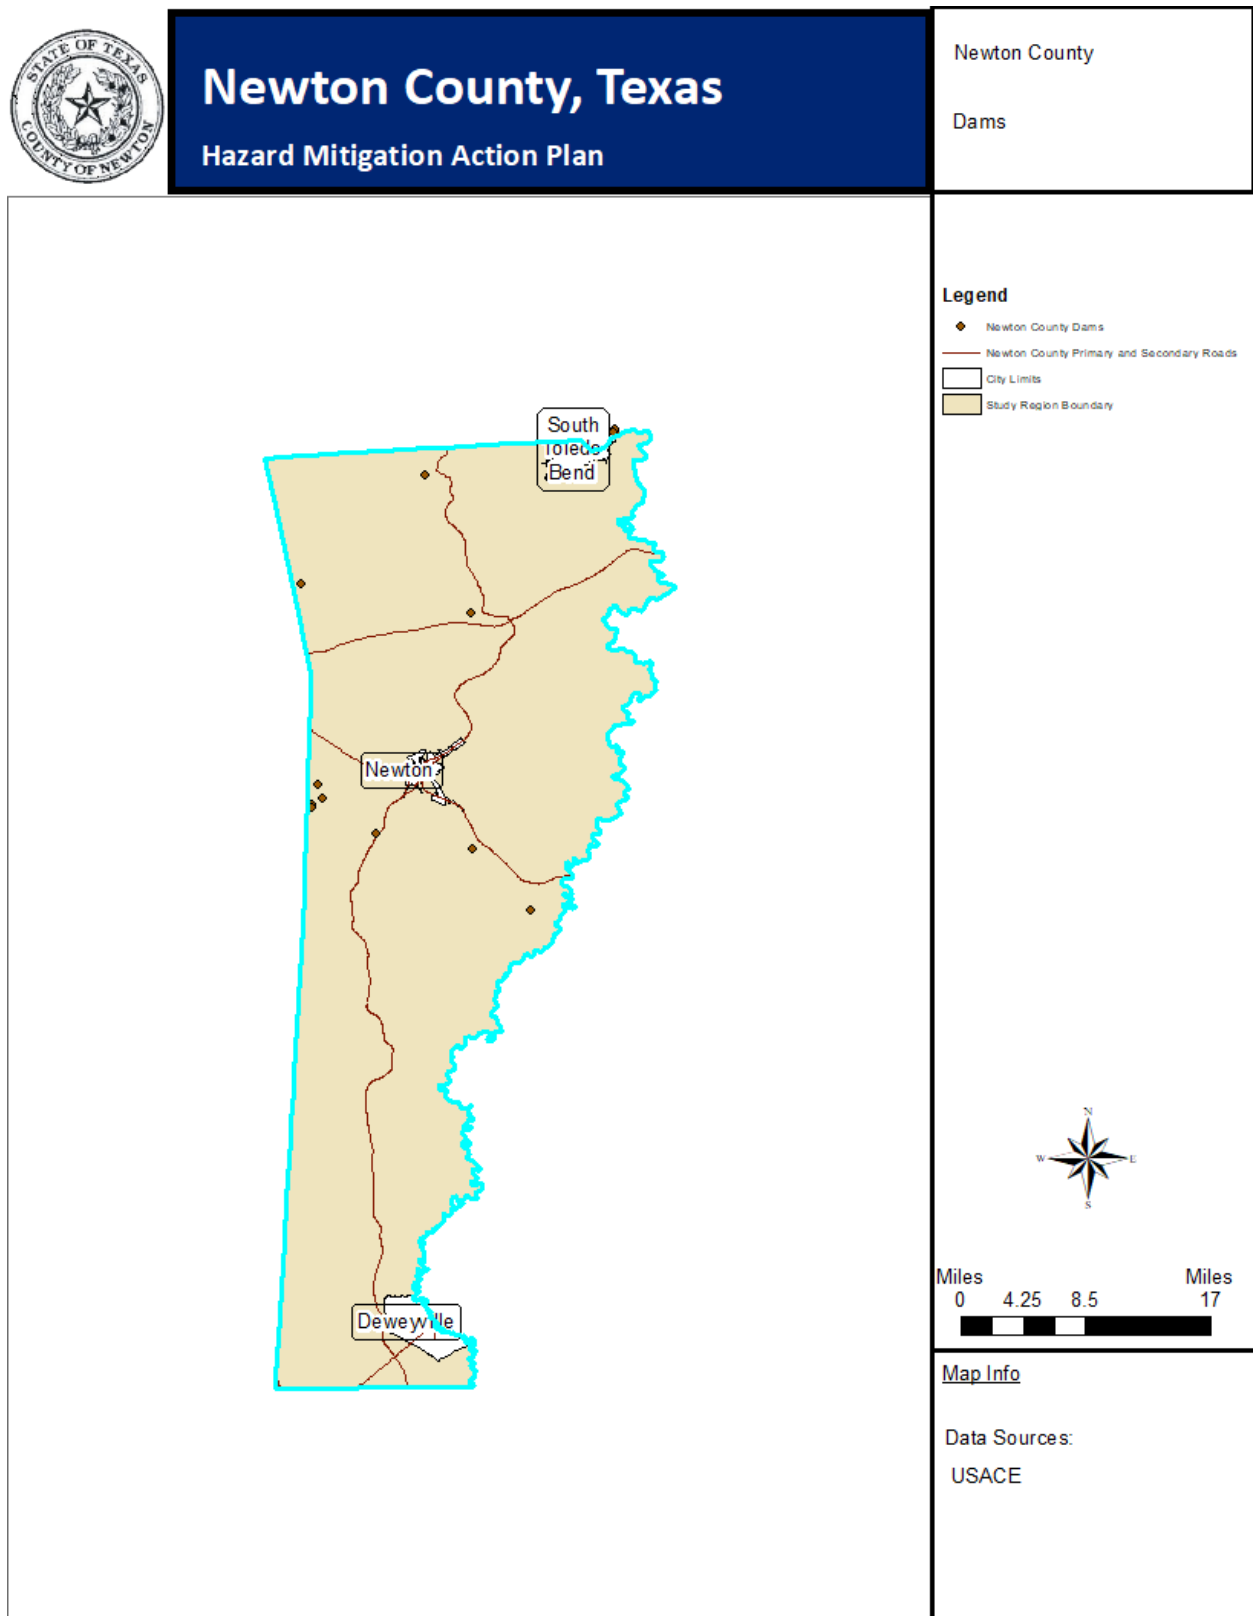 STATE OF TEXAS
COUNTY OF NEWTON
Newton County, Texas
Hazard Mitigation Action Plan
Newton County
Dams
Legend
Newton County Dams
Newton County Primary and Secondary Roads
City Limits
Study Region Boundary
South
Toledo
Bend
Newton
Deweyville
N
W E
S
Miles Miles
0 4.25 8.5 17
Map Info
Data Sources:
USACE